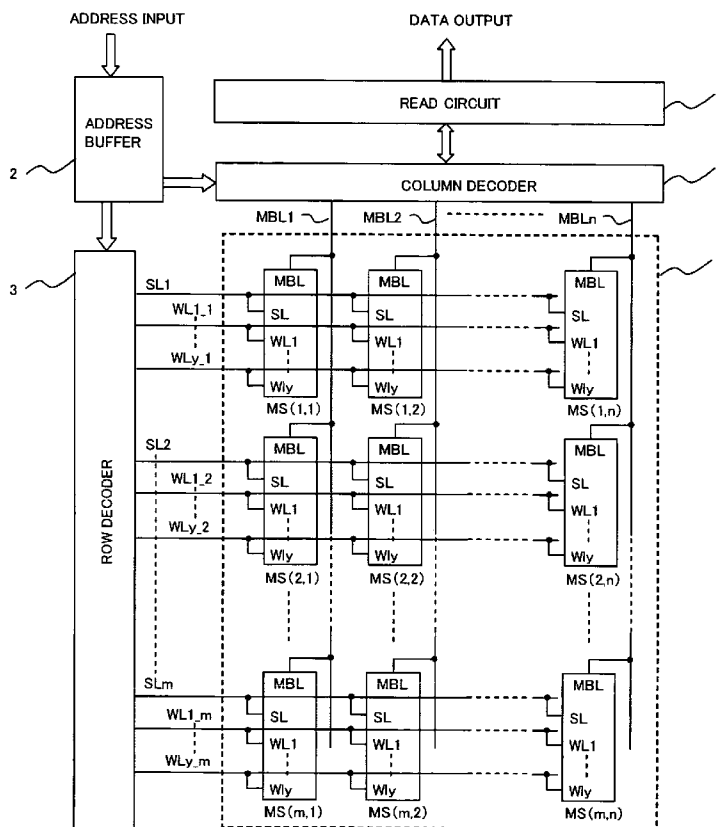 ADDRESS INPUT
DATA OUTPUT
READ CIRCUIT
ADDRESS
BUFFER
2
COLUMN DECODER
MBL1
MBL2
MBLn
3
ROW DECODER
SL1
WL1_1
WLy_1
MBL
SL
WL1
Wly
MS(1,1)
MBL
SL
WL1
Wly
MS(1,2)
MBL
SL
WL1
Wly
MS(1,n)
SL2
WL1_2
WLy_2
MBL
SL
WL1
Wly
MS(2,1)
MBL
SL
WL1
Wly
MS(2,2)
MBL
SL
WL1
Wly
MS(2,n)
SLm
WL1_m
WLy_m
MBL
SL
WL1
Wly
MS(m,1)
MBL
SL
WL1
Wly
MS(m,2)
MBL
SL
WL1
Wly
MS(m,n)